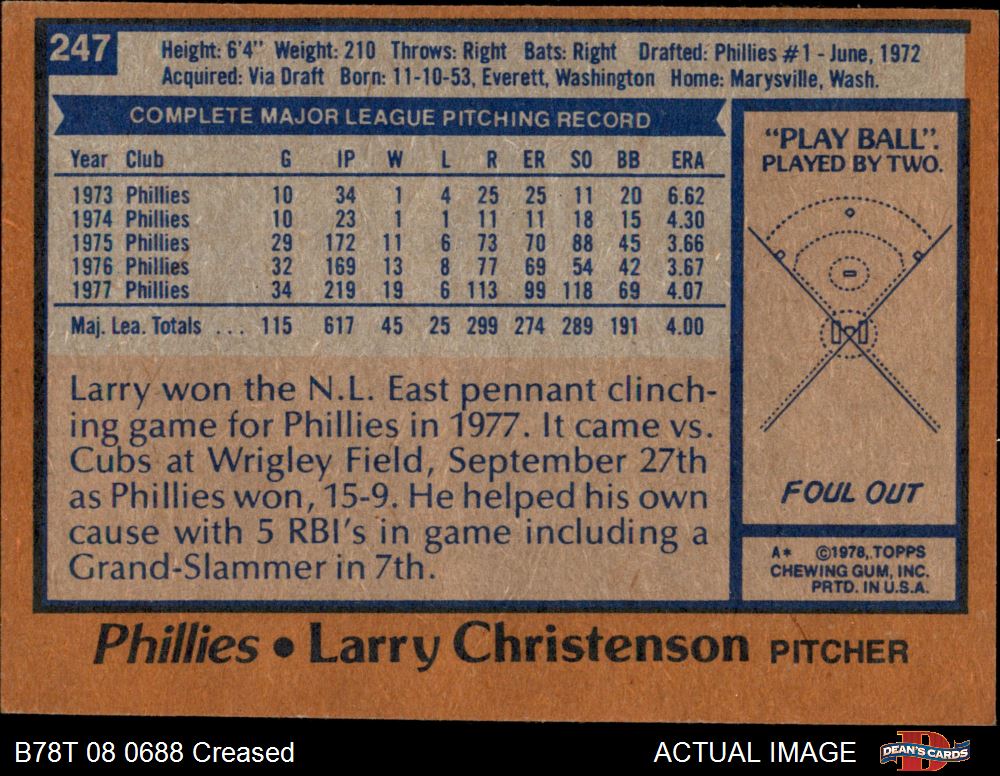 247
Height: 6'4" Weight: 210 Throws: Right Bats: Right Drafted: Phillies #1 - June, 1972
Acquired: Via Draft Born: 11-10-53, Everett, Washington Home: Marysville, Wash.
COMPLETE MAJOR LEAGUE PITCHING RECORD
Year Club G IP W L R ER SO BB ERA
1973 Phillies 10 34 1 4 25 25 11 20 6.62
1974 Phillies 10 23 1 1 11 11 18 15 4.30
1975 Phillies 29 172 11 6 73 70 88 45 3.66
1976 Phillies 32 169 13 8 77 69 54 42 3.67
1977 Phillies 34 219 19 6 113 99 118 69 4.07
Maj. Lea. Totals ... 115 617 45 25 299 274 289 191 4.00
Larry won the N.L. East pennant clinch-
ing game for Phillies in 1977. It came vs.
Cubs at Wrigley Field, September 27th
as Phillies won, 15-9. He helped his own
cause with 5 RBI's in game including a
Grand-Slammer in 7th.
"PLAY BALL".
PLAYED BY TWO.
FOUL OUT
A* ©1978, TOPPS
CHEWING GUM, INC.
PRTD. IN U.S.A.
Phillies • Larry Christenson PITCHER
B78T 08 0688 Creased
ACTUAL IMAGE
DEAN'S CARDS